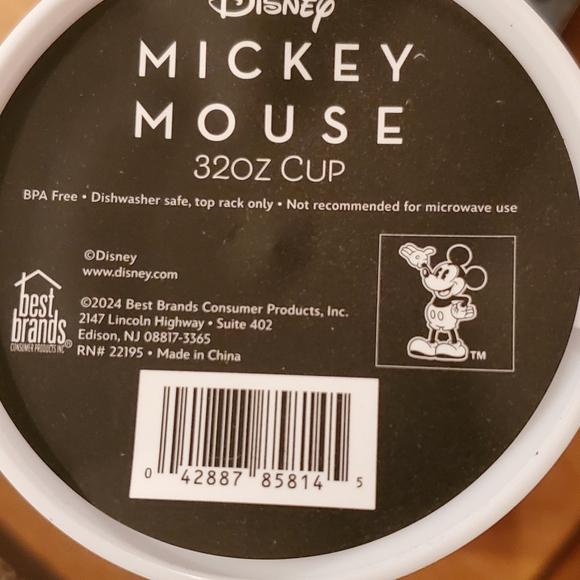 Disney
MICKEY
MOUSE
32OZ CUP
BPA Free • Dishwasher safe, top rack only • Not recommended for microwave use
©Disney
www.disney.com
best
brands®
CONSUMER PRODUCTS INC
©2024 Best Brands Consumer Products, Inc.
2147 Lincoln Highway • Suite 402
Edison, NJ 08817-3365
RN# 22195 • Made in China
TM
0 42887 85814 5